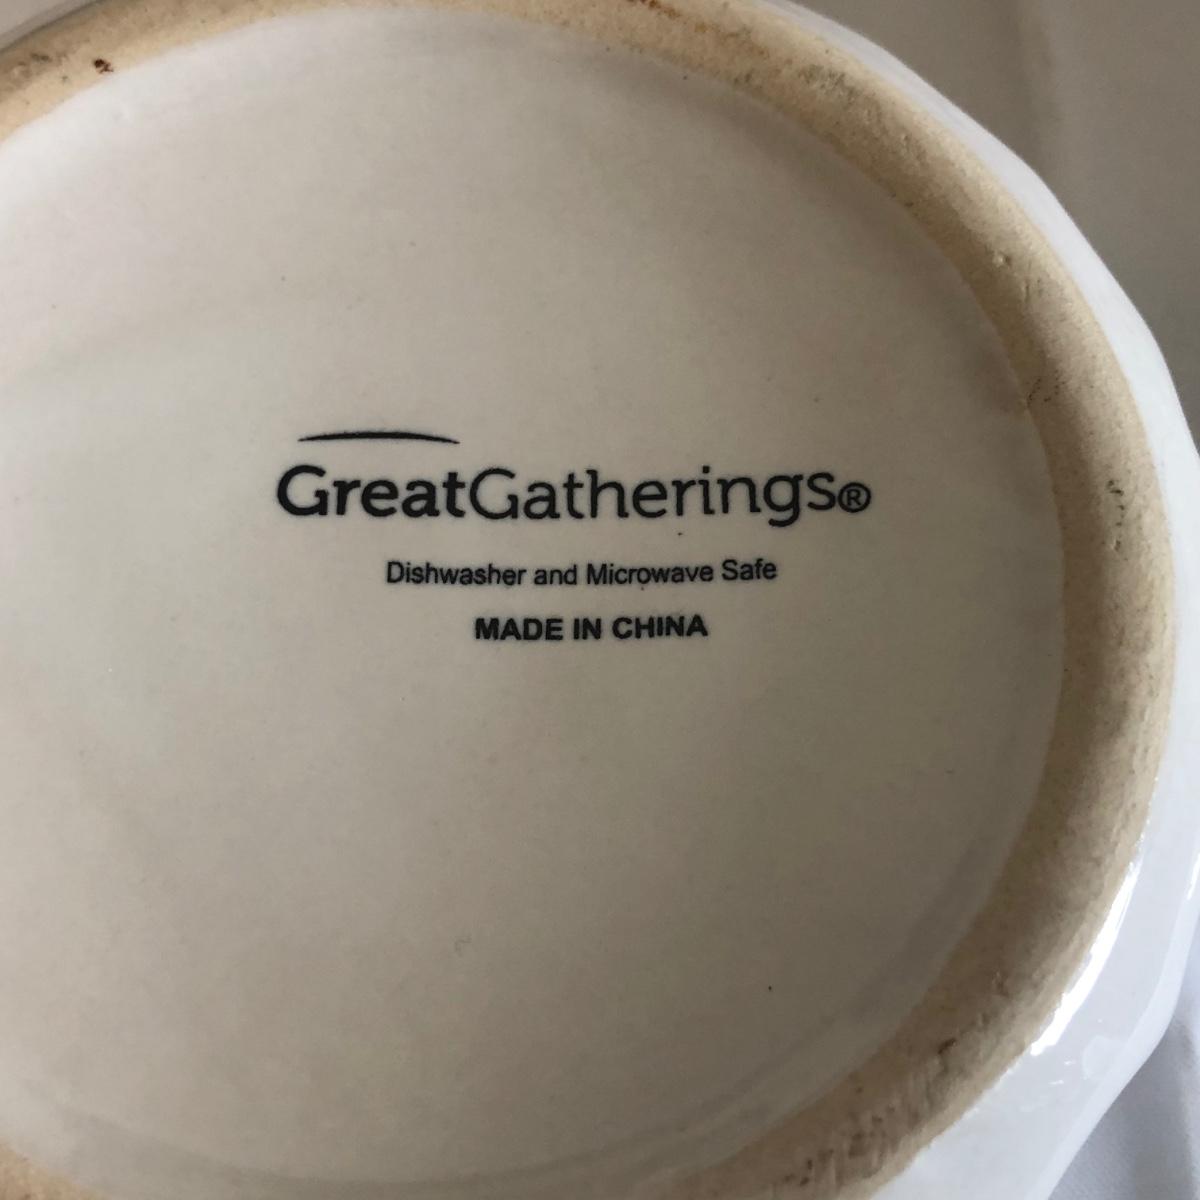 GreatGatherings®
Dishwasher and Microwave Safe
MADE IN CHINA